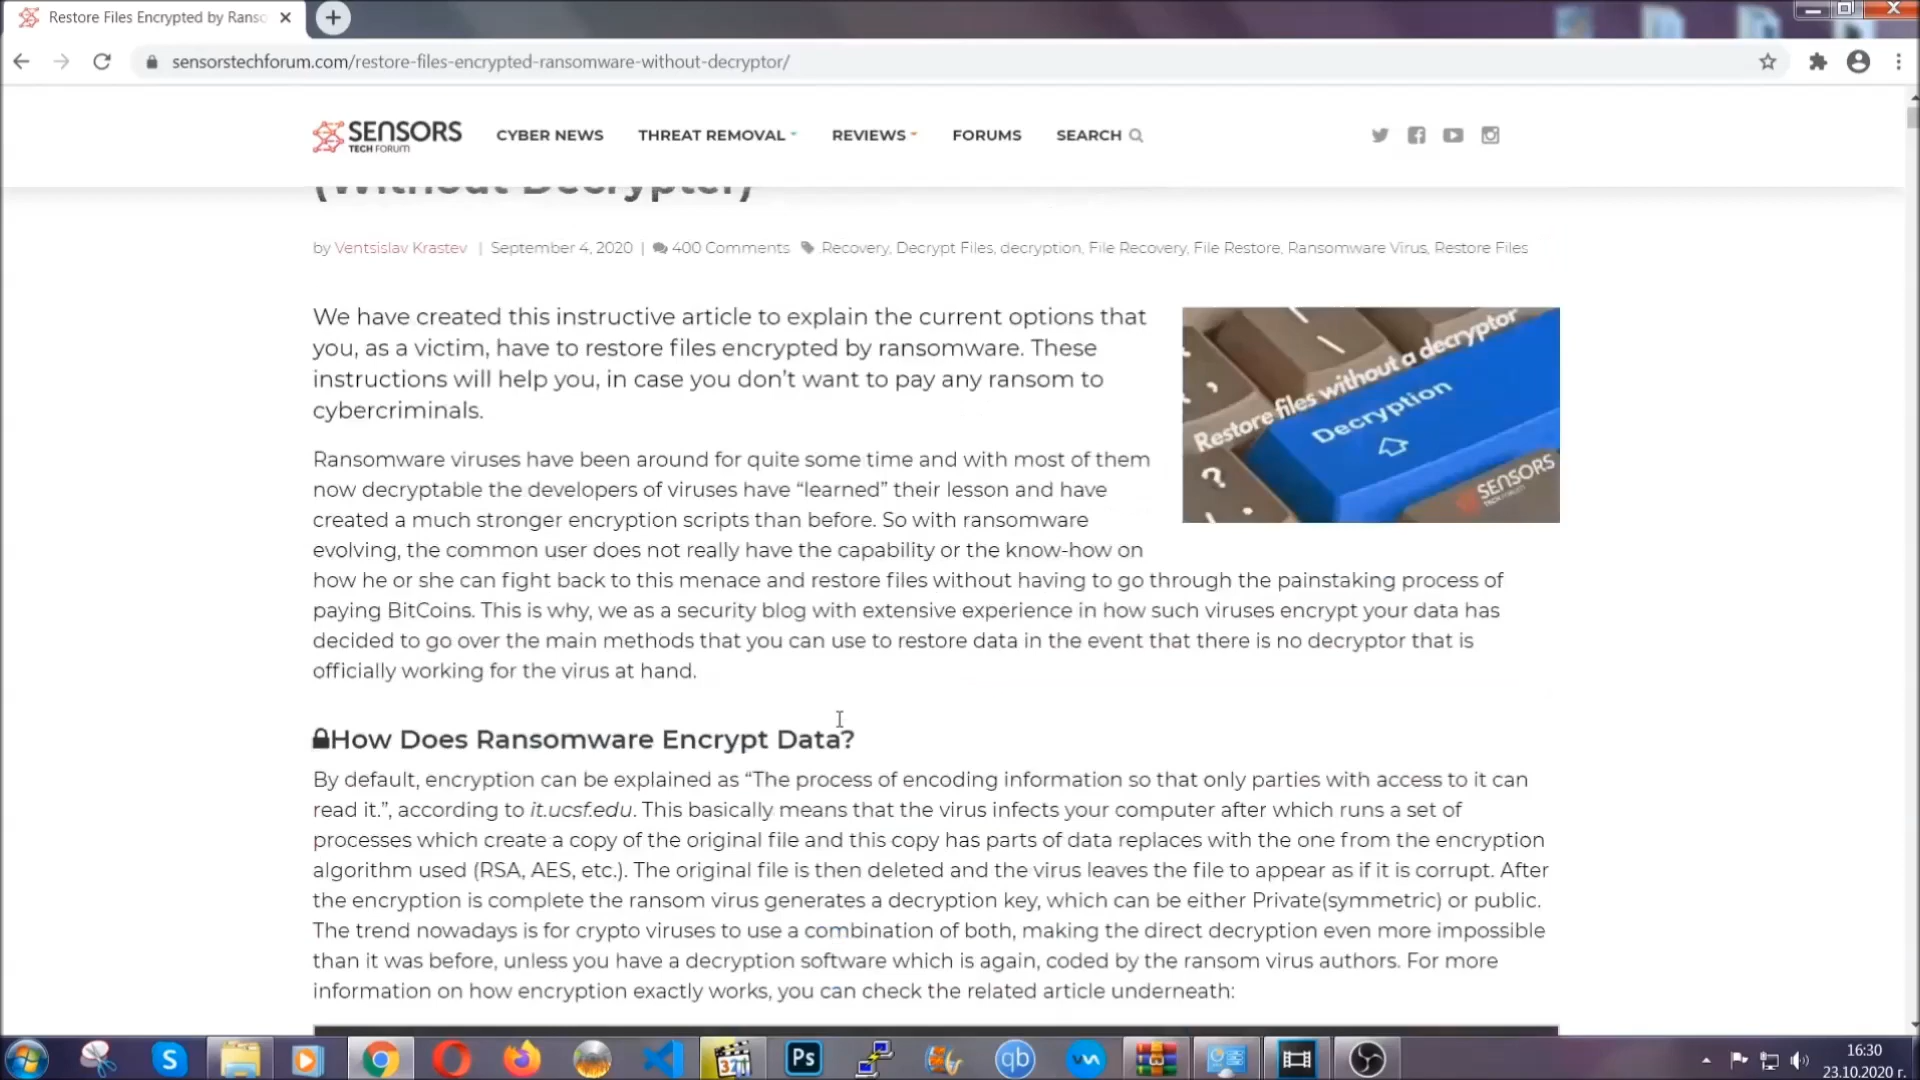 Restore Files Encrypted by Ranso
sensorstechforum.com/restore-files-encrypted-ransomware-without-decryptor/
SENSORS
TECH FORUM
CYBER NEWS
THREAT REMOVAL
REVIEWS
FORUMS
SEARCH
(Without Decrypter)
by Ventsislav Krastev | September 4, 2020 | 400 Comments Recovery, Decrypt Files, decryption, File Recovery, File Restore, Ransomware Virus, Restore Files
We have created this instructive article to explain the current options that
you, as a victim, have to restore files encrypted by ransomware. These
instructions will help you, in case you don't want to pay any ransom to
cybercriminals.
Restore files without a decryptor
Decryption
SENSORS
Ransomware viruses have been around for quite some time and with most of them
now decryptable the developers of viruses have “learned” their lesson and have
created a much stronger encryption scripts than before. So with ransomware
evolving, the common user does not really have the capability or the know-how on
how he or she can fight back to this menace and restore files without having to go through the painstaking process of
paying BitCoins. This is why, we as a security blog with extensive experience in how such viruses encrypt your data has
decided to go over the main methods that you can use to restore data in the event that there is no decryptor that is
officially working for the virus at hand.
How Does Ransomware Encrypt Data?
By default, encryption can be explained as “The process of encoding information so that only parties with access to it can
read it.”, according to it.ucsf.edu. This basically means that the virus infects your computer after which runs a set of
processes which create a copy of the original file and this copy has parts of data replaces with the one from the encryption
algorithm used (RSA, AES, etc.). The original file is then deleted and the virus leaves the file to appear as if it is corrupt. After
the encryption is complete the ransom virus generates a decryption key, which can be either Private(symmetric) or public.
The trend nowadays is for crypto viruses to use a combination of both, making the direct decryption even more impossible
than it was before, unless you have a decryption software which is again, coded by the ransom virus authors. For more
information on how encryption exactly works, you can check the related article underneath:
S
321
Ps
qb
16:30
23.10.2020 г.